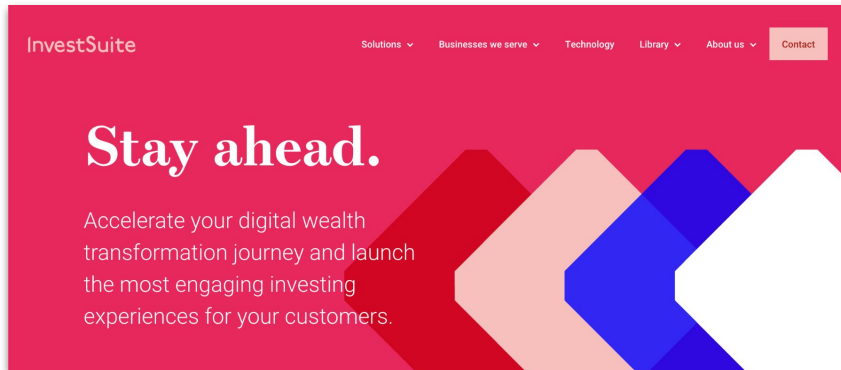 InvestSuite
Solutions
Businesses we serve
Technology
Library
About us
Contact
Stay ahead.
Accelerate your digital wealth
transformation journey and launch
the most engaging investing
experiences for your customers.